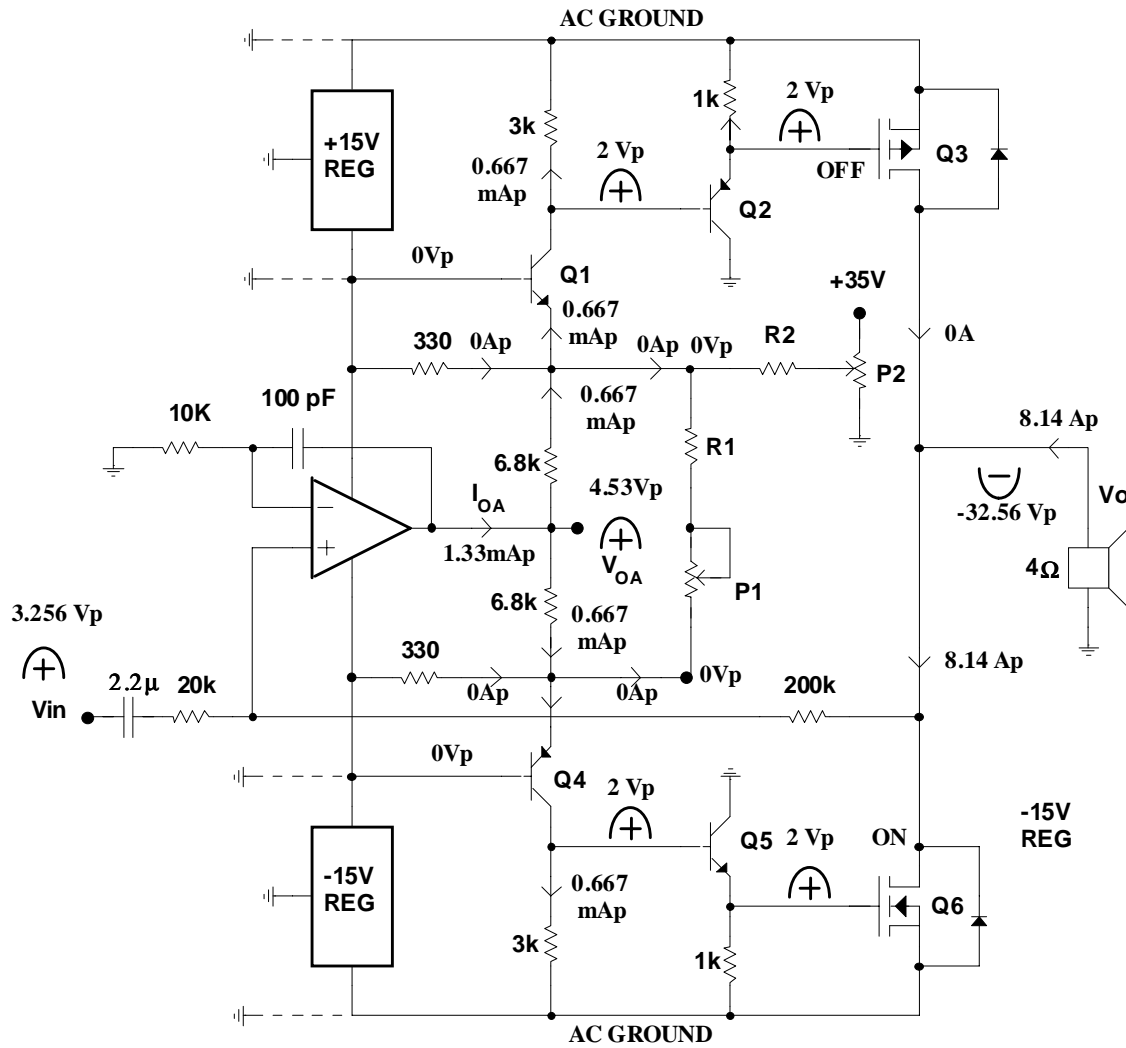 AC GROUND
1k
2 Vp
3k
+15V
REG
2 Vp
+
+
Q3
OFF
0.667
mAp
Q2
0Vp
Q1
+35V
0.667
mAp
330
0Ap
0Ap
0Vp
R2
0A
P2
0.667
mAp
10K
100 pF
8.14 Ap
R1
6.8k
4.53Vp
−
Vo
-32.56 Vp
−
IOA
+
1.33mAp
VOA
+
4Ω
P1
6.8k
0.667
mAp
3.256 Vp
+
330
8.14 Ap
2.2μ
20k
0Ap
0Ap
0Vp
200k
Vin
0Vp
Q4
2 Vp
-15V
REG
+
Q5
2 Vp
ON
-15V
REG
0.667
mAp
+
Q6
3k
1k
AC GROUND